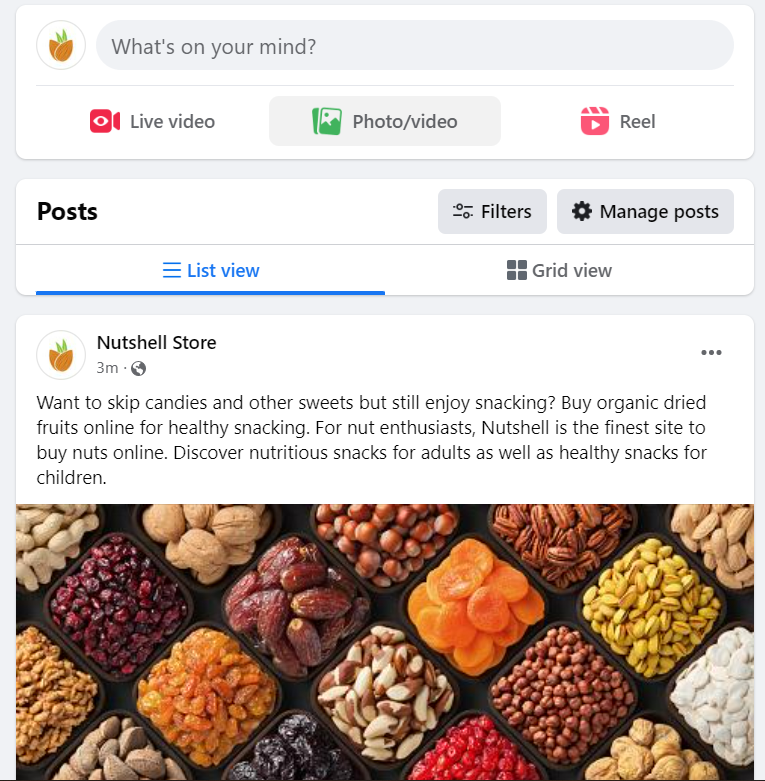 What's on your mind?
Live video
Photo/video
Reel
Posts
Filters
Manage posts
List view
Grid view
Nutshell Store
3m ·
Want to skip candies and other sweets but still enjoy snacking? Buy organic dried
fruits online for healthy snacking. For nut enthusiasts, Nutshell is the finest site to
buy nuts online. Discover nutritious snacks for adults as well as healthy snacks for
children.